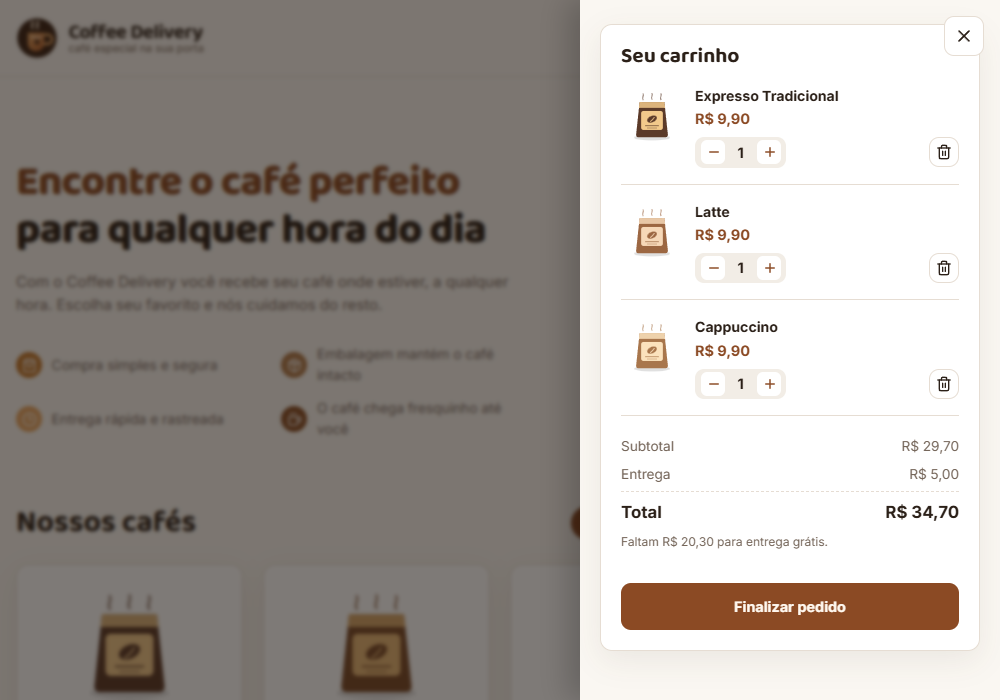 Coffee Delivery
café especial na sua porta
Encontre o café perfeito
para qualquer hora do dia
Com o Coffee Delivery você recebe seu café onde estiver, a qualquer
hora. Escolha seu favorito e nós cuidamos do resto.
Compra simples e segura
Embalagem mantém o café
intacto
Entrega rápida e rastreada
O café chega fresquinho até
você
Nossos cafés
Seu carrinho
Expresso Tradicional
R$ 9,90
1
Latte
R$ 9,90
1
Cappuccino
R$ 9,90
1
Subtotal R$ 29,70
Entrega R$ 5,00
Total R$ 34,70
Faltam R$ 20,30 para entrega grátis.
Finalizar pedido